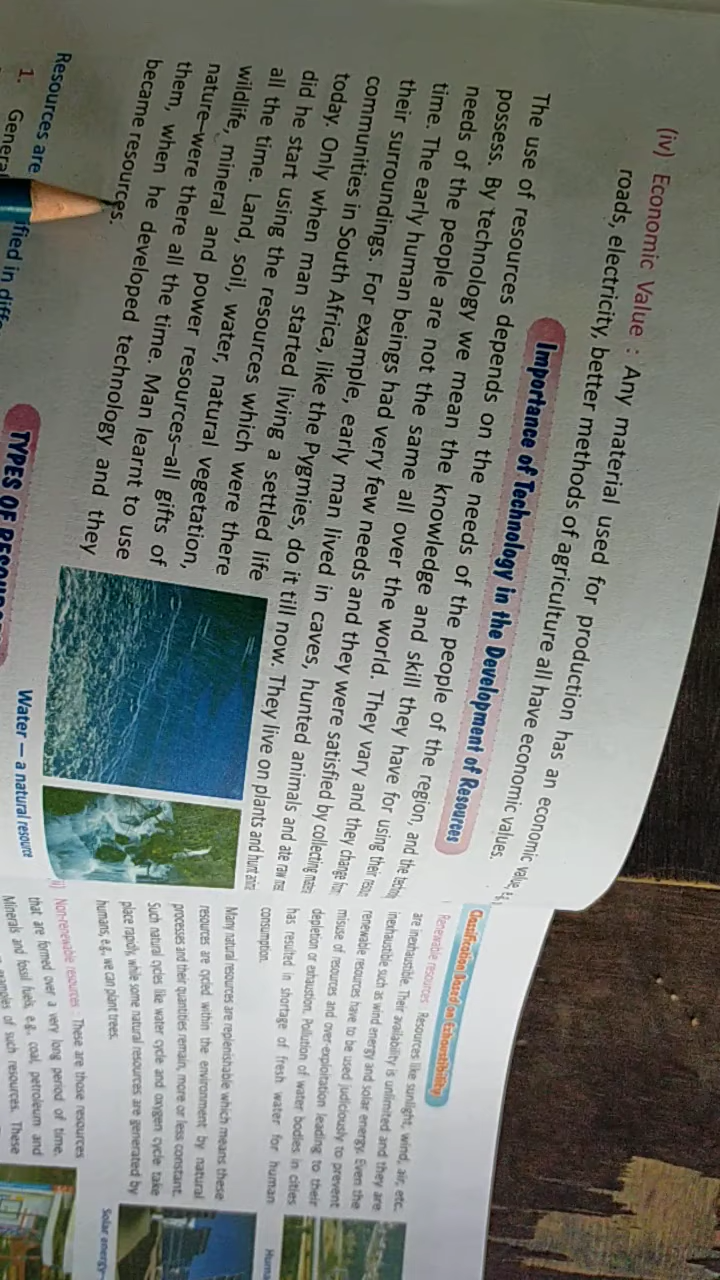 (iv) Economic Value : Any material used for production has an economic value, e.g.,
roads, electricity, better methods of agriculture all have economic values.
Importance of Technology in the Development of Resources
The use of resources depends on the needs of the people of the region, and the
possess. By technology we mean the knowledge and skill they have for using their
needs of the people are not the same all over the world. They vary and they change from
time. The early human beings had very few needs and they were satisfied by collecting
their surroundings. For example, early man lived in caves, hunted animals and ate raw
communities in South Africa, like the Pygmies, do it till now. They live on plants and hunt
today. Only when man started living a settled life
did he start using the resources which were there
all the time. Land, soil, water, natural vegetation,
wildlife, mineral and power resources—all gifts of
nature—were there all the time. Man learnt to use
them, when he developed technology and they
became resources.
Water — a natural resource
TYPES OF
Resources are
1. General
Classification Based on Exhaustibility
Renewable resources : Resources like sunlight, wind, air, etc.
are inexhaustible. Their availability is unlimited and they are
inexhaustible such as wind energy and solar energy. Even the
renewable resources have to be used judiciously to prevent
misuse of resources and over-exploitation leading to their
depletion or exhaustion. Pollution of water bodies in cities
has resulted in shortage of fresh water for human
consumption.
Many natural resources are replenishable which means these
resources are cycled within the environment by natural
processes and their quantities remain, more or less constant.
Such natural cycles like water cycle and oxygen cycle take
place rapidly, while some natural resources are generated by
humans, e.g., we can plant trees.
Solar energy
Non-renewable resources : These are those resources
that are formed over a very long period of time.
Minerals and fossil fuels, e.g., coal, petroleum and
examples of such resources. These